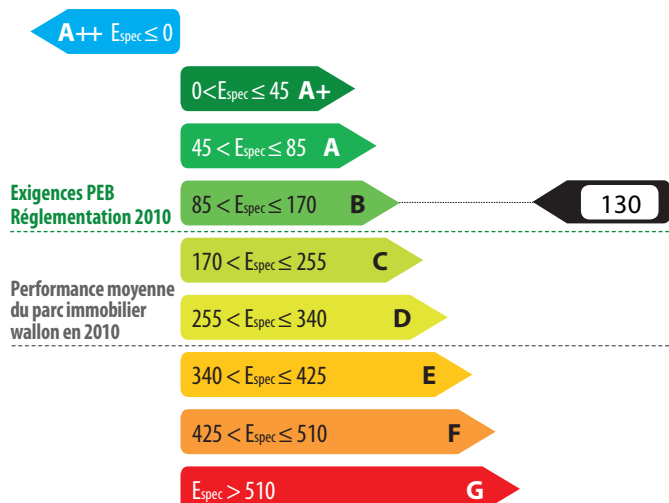 A++ Espec ≤ 0
0<Espec ≤ 45 A+
45 < Espec ≤ 85 A
Exigences PEB
Réglementation 2010
85 < Espec ≤ 170 B
130
170 < Espec ≤ 255 C
Performance moyenne
du parc immobilier
wallon en 2010
255 < Espec ≤ 340 D
340 < Espec ≤ 425 E
425 < Espec ≤ 510 F
Espec > 510 G